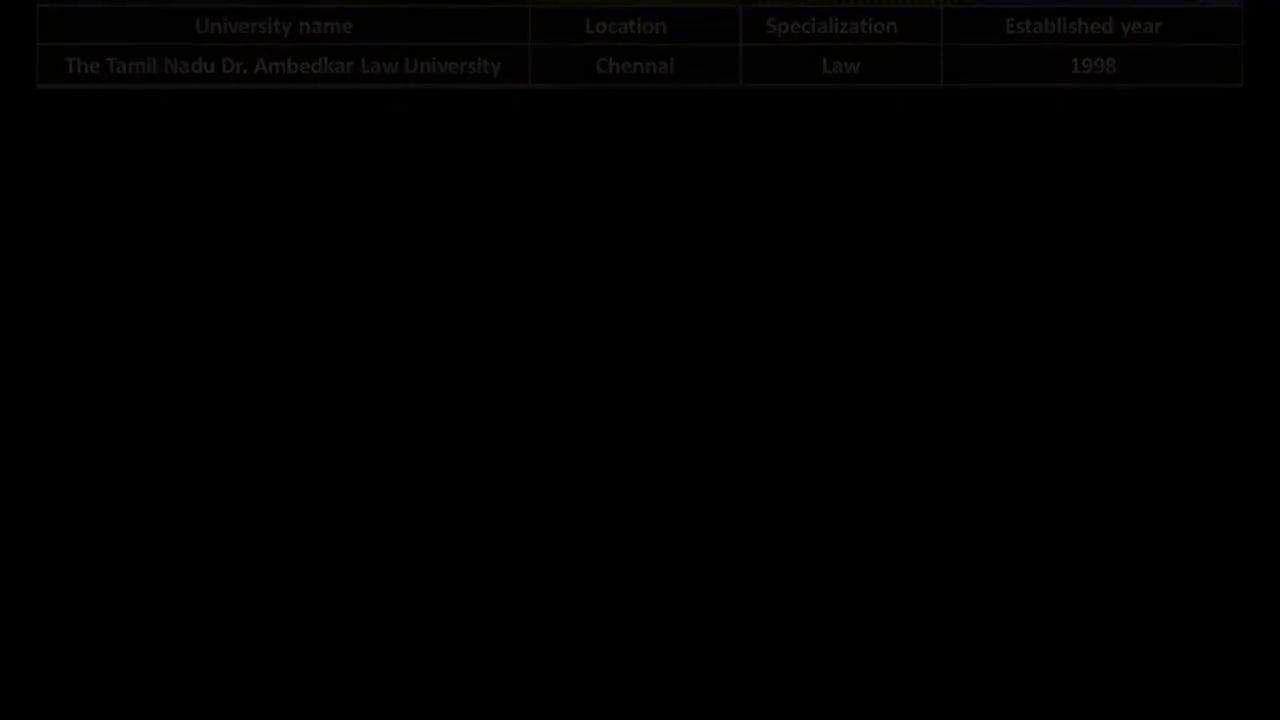 University name Location Specialization Established year
The Tamil Nadu Dr. Ambedkar Law University Chennai Law 1998